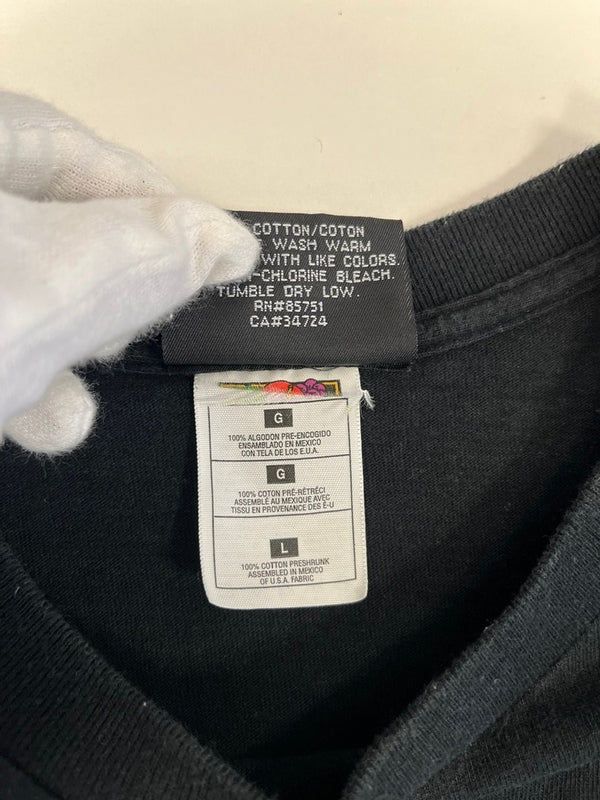 COTTON/COTON
WASH WARM
WITH LIKE COLORS.
-CHLORINE BLEACH.
TUMBLE DRY LOW.
RN#85751
CA#34724
G
100% ALGODON PRE-ENCOGIDO
ENSAMBLADO EN MEXICO
CON TELA DE LOS E.U.A.
G
100% COTON PRÉ-RÉTRÉCI
ASSEMBLÉ AU MEXIQUE AVEC
TISSU EN PROVENANCE DES É-U
L
100% COTTON PRESHRUNK
ASSEMBLED IN MEXICO
OF U.S.A. FABRIC